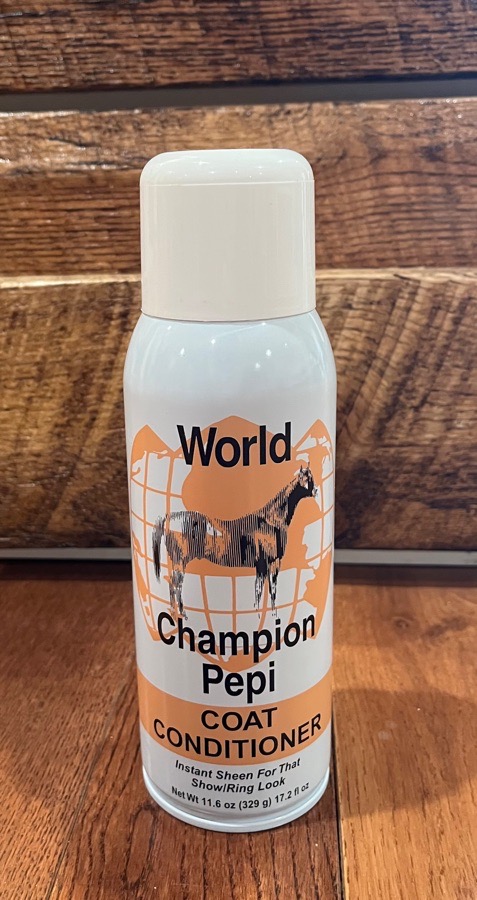 World
Champion
Pepi
COAT
CONDITIONER
Instant Sheen For That
Show/Ring Look
Net Wt 11.6 oz (329 g) 17.2 fl oz